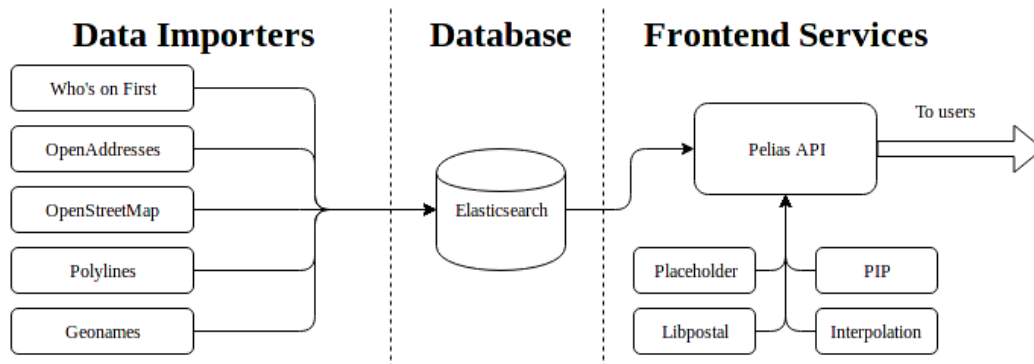 Data Importers
Database
Frontend Services
Who's on First
OpenAddresses
OpenStreetMap
Polylines
Geonames
Elasticsearch
Pelias API
To users
Placeholder
PIP
Libpostal
Interpolation